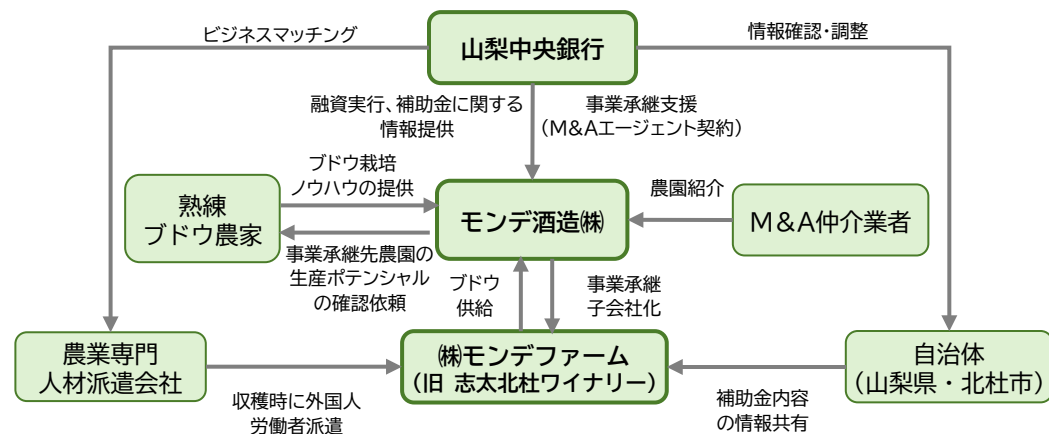 ビジネスマッチング
山梨中央銀行
情報確認・調整
融資実行、補助金に関する
情報提供
事業承継支援
(M&Aエージェント契約)
ブドウ栽培
ノウハウの提供
農園紹介
熟練
ブドウ農家
モンデ酒造㈱
M&A仲介業者
事業承継先農園の
生産ポテンシャル
の確認依頼
ブドウ
供給
事業承継
子会社化
農業専門
人材派遣会社
㈱モンデファーム
(旧 志太北杜ワイナリー)
自治体
(山梨県・北杜市)
収穫時に外国人
労働者派遣
補助金内容
の情報共有